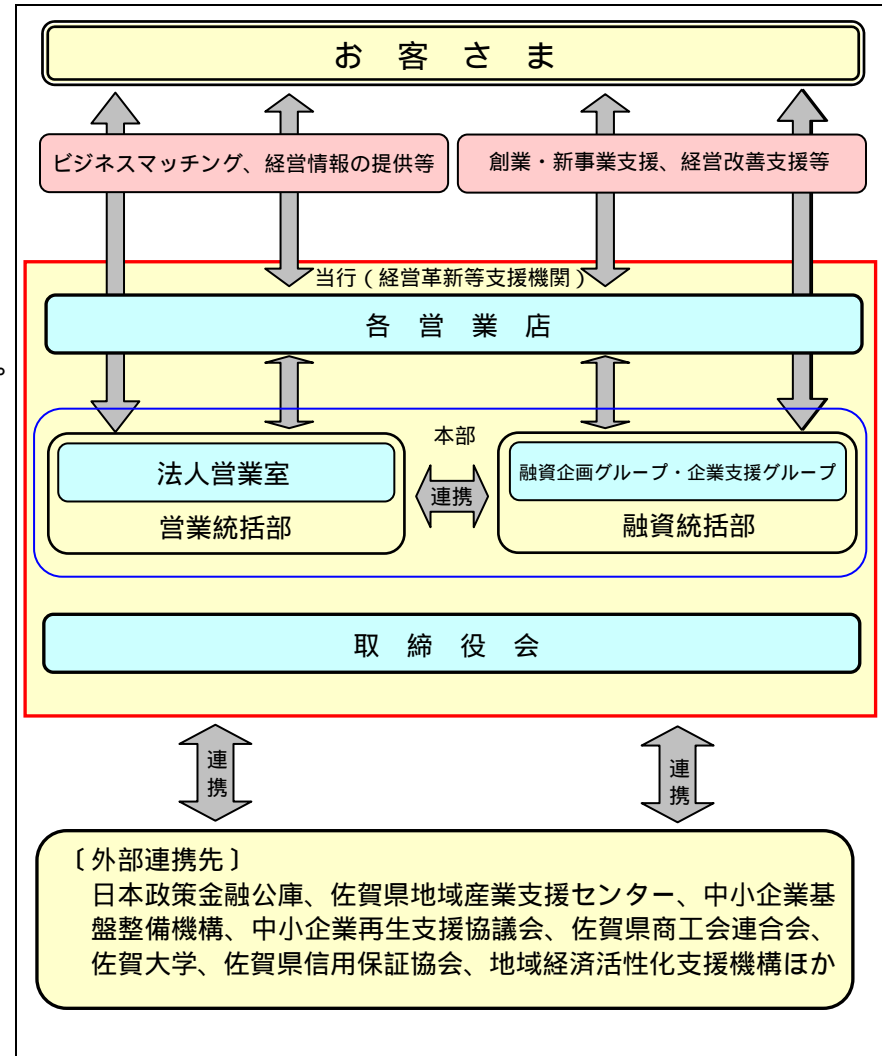 お 客 さ ま
ビジネスマッチング、経営情報の提供等
創業・新事業支援、経営改善支援等
当行（経営革新等支援機関）
各 営 業 店
。
本部
法人営業室
営業統括部
連携
融資企画グループ・企業支援グループ
融資統括部
取 締 役 会
連携
連携
〔外部連携先〕
日本政策金融公庫、佐賀県地域産業支援センター、中小企業基
盤整備機構、中小企業再生支援協議会、佐賀県商工会連合会、
佐賀大学、佐賀県信用保証協会、地域経済活性化支援機構ほか